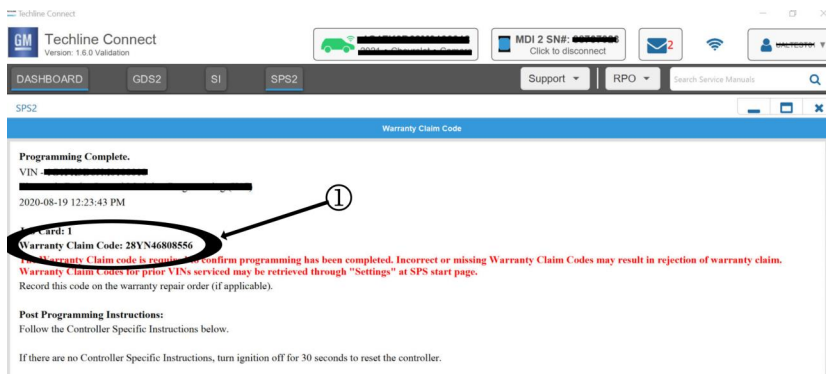 Techline Connect
GM
Techline Connect
Version: 1.6.0 Validation
MDI 2 SN#:
Click to disconnect
2
DASHBOARD
GDS2
SI
SPS2
Support
RPO
Search Service Manuals
SPS2
Warranty Claim Code
Programming Complete.
VIN -
2020-08-19 12:23:43 PM
1
Card: 1
Warranty Claim Code: 28YN46808556
The Warranty Claim code is required to confirm programming has been completed. Incorrect or missing Warranty Claim Codes may result in rejection of warranty claim.
Warranty Claim Codes for prior VINs serviced may be retrieved through "Settings" at SPS start page.
Record this code on the warranty repair order (if applicable).
Post Programming Instructions:
Follow the Controller Specific Instructions below.
If there are no Controller Specific Instructions, turn ignition off for 30 seconds to reset the controller.